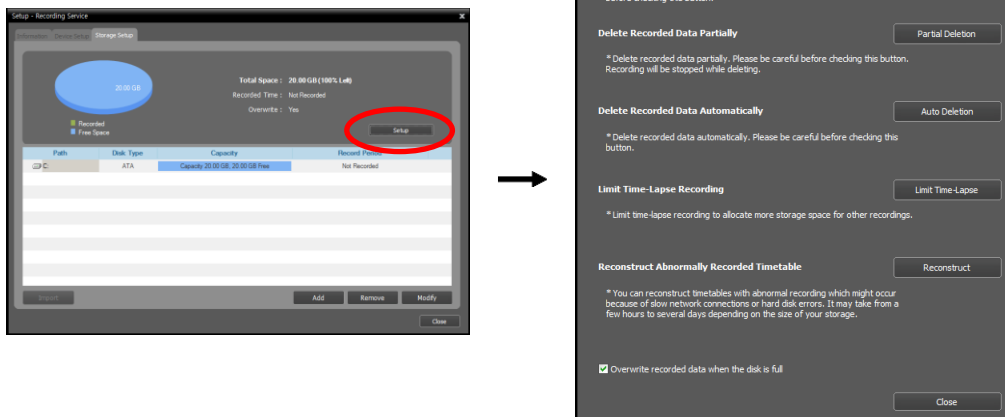 Setup - Recording Service
x
Information
Device Setup
Storage Setup
20.00 GB
Total Space : 20.00 GB (100% Left)
Recorded Time : Not Recorded
Overwrite : Yes
Recorded
Free Space
Setup
Path Disk Type Capacity Record Period
C: ATA Capacity 20.00 GB, 20.00 GB Free Not Recorded
Import
Add Remove Modify
Close
Delete Recorded Data Partially
Partial Deletion
* Delete recorded data partially. Please be careful before checking this button.
Recording will be stopped while deleting.
Delete Recorded Data Automatically
Auto Deletion
* Delete recorded data automatically. Please be careful before checking this
button.
Limit Time-Lapse Recording
Limit Time-Lapse
* Limit time-lapse recording to allocate more storage space for other recordings.
Reconstruct Abnormally Recorded Timetable
Reconstruct
* You can reconstruct timetables with abnormal recording which might occur
because of slow network connections or hard disk errors. It may take from a
few hours to several days depending on the size of your storage.
Overwrite recorded data when the disk is full
Close